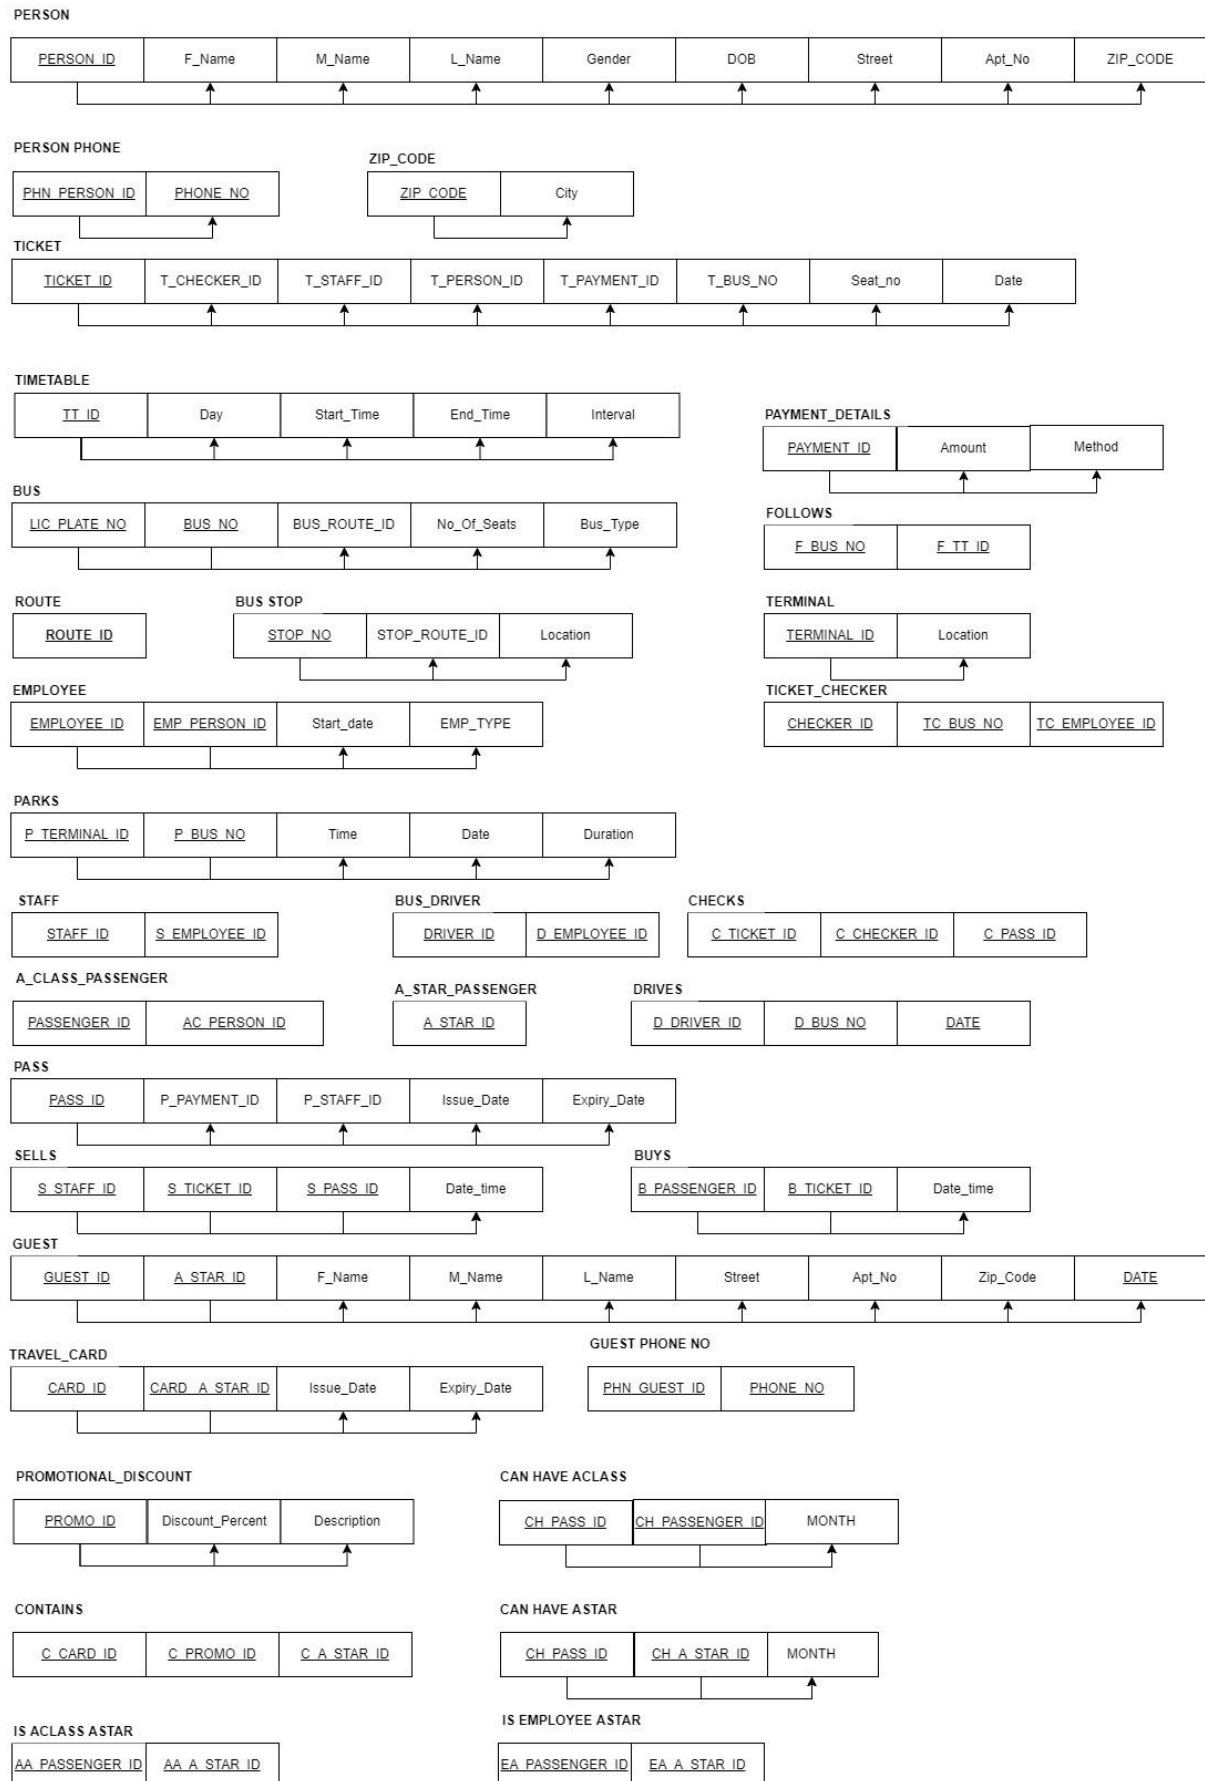 PERSON
PERSON_ID F_Name M_Name L_Name Gender DOB Street Apt_No ZIP_CODE
PERSON PHONE
PHN_PERSON_ID PHONE_NO
ZIP_CODE
ZIP_CODE City
TICKET
TICKET_ID T_CHECKER_ID T_STAFF_ID T_PERSON_ID T_PAYMENT_ID T_BUS_NO Seat_no Date
TIMETABLE
TT_ID Day Start_Time End_Time Interval
PAYMENT_DETAILS
PAYMENT_ID Amount Method
BUS
LIC_PLATE_NO BUS_NO BUS_ROUTE_ID No_Of_Seats Bus_Type
FOLLOWS
F_BUS_NO F_TT_ID
ROUTE
ROUTE_ID
BUS STOP
STOP_NO STOP_ROUTE_ID Location
TERMINAL
TERMINAL_ID Location
EMPLOYEE
EMPLOYEE_ID EMP_PERSON_ID Start_date EMP_TYPE
TICKET_CHECKER
CHECKER_ID TC_BUS_NO TC_EMPLOYEE_ID
PARKS
P_TERMINAL_ID P_BUS_NO Time Date Duration
STAFF
STAFF_ID S_EMPLOYEE_ID
BUS_DRIVER
DRIVER_ID D_EMPLOYEE_ID
CHECKS
C_TICKET_ID C_CHECKER_ID C_PASS_ID
A_CLASS_PASSENGER
PASSENGER_ID AC_PERSON_ID
A_STAR_PASSENGER
A_STAR_ID
DRIVES
D_DRIVER_ID D_BUS_NO DATE
PASS
PASS_ID P_PAYMENT_ID P_STAFF_ID Issue_Date Expiry_Date
SELLS
S_STAFF_ID S_TICKET_ID S_PASS_ID Date_time
BUYS
B_PASSENGER_ID B_TICKET_ID Date_time
GUEST
GUEST_ID A_STAR_ID F_Name M_Name L_Name Street Apt_No Zip_Code DATE
TRAVEL_CARD
CARD_ID CARD_ A_STAR_ID Issue_Date Expiry_Date
GUEST PHONE NO
PHN_GUEST_ID PHONE_NO
PROMOTIONAL_DISCOUNT
PROMO_ID Discount_Percent Description
CAN HAVE ACLASS
CH_PASS_ID CH_PASSENGER_ID MONTH
CONTAINS
C_CARD_ID C_PROMO_ID C_A_STAR_ID
CAN HAVE ASTAR
CH_PASS_ID CH_A_STAR_ID MONTH
IS ACLASS ASTAR
AA_PASSENGER_ID AA_A_STAR_ID
IS EMPLOYEE ASTAR
EA_PASSENGER_ID EA_A_STAR_ID